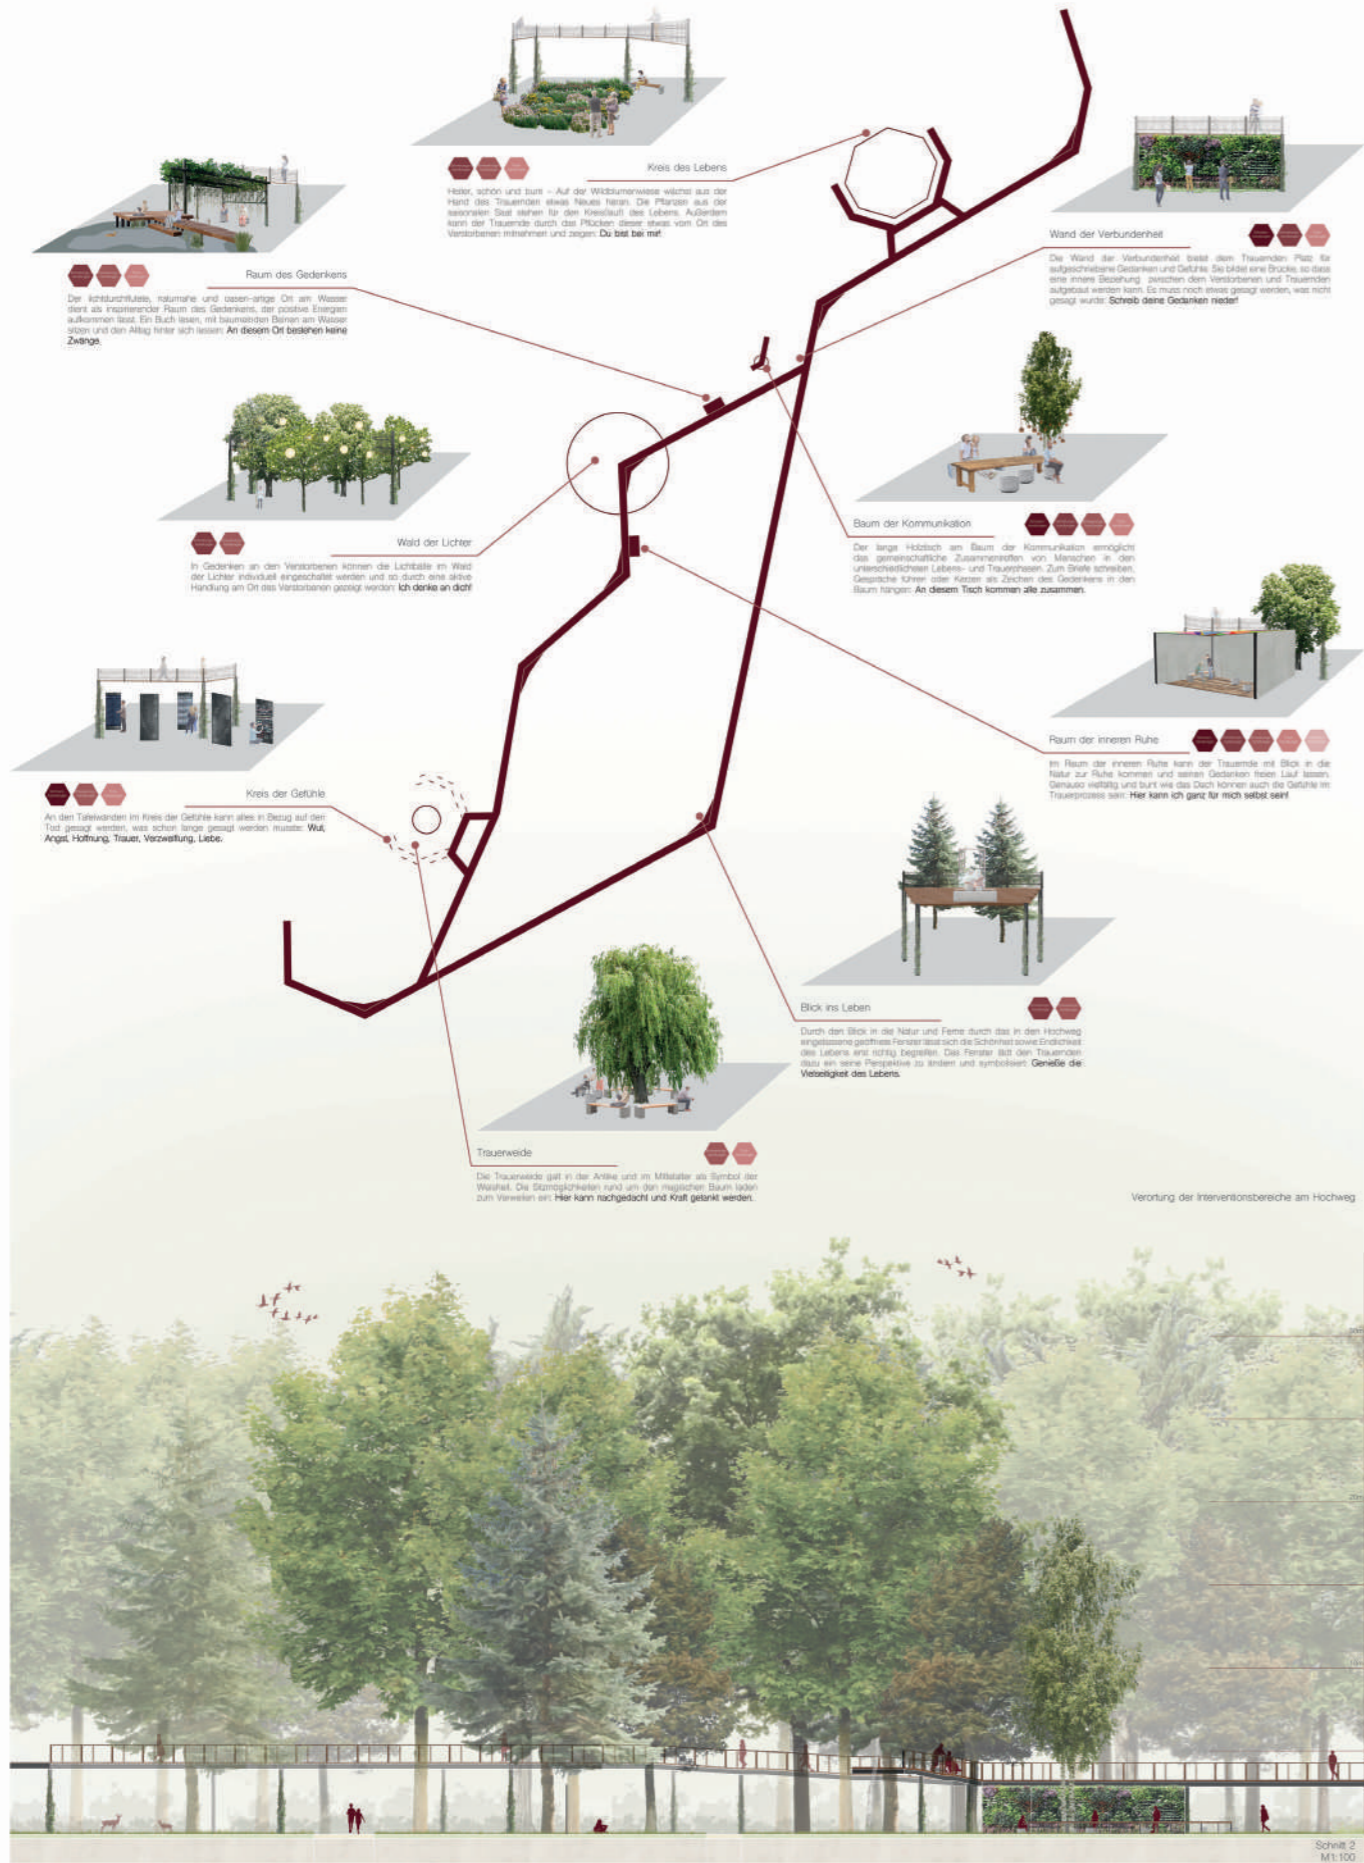 Kreis des Lebens
Heller, schön und bunt – Auf der Wildblumenwiese wächst aus der
Hand des Trauernden etwas Neues heran. Die Pflanzen aus der
saisonalen Saat stehen für den Kreislauf des Lebens. Außerdem
kann der Trauernde durch das Pflücken dieser etwas vom Ort des
Verstorbenen mitnehmen und zeigen: Du bist bei mir!
Raum des Gedenkens
Der lichtdurchflutete, naturnahe und oasen-artige Ort am Wasser
dient als inspirierender Raum des Gedenkens, der positive Energien
aufkommen lässt. Ein Buch lesen, mit baumelnden Beinen am Wasser
sitzen und den Alltag hinter sich lassen: An diesem Ort bestehen keine
Zwänge.
Wand der Verbundenheit
Die Wand der Verbundenheit bietet dem Trauernden Platz für
aufgeschriebene Gedanken und Gefühle. Sie bildet eine Brücke, so dass
eine innere Beziehung zwischen dem Verstorbenen und Trauernden
aufgebaut werden kann. Es muss noch etwas gesagt werden, was nicht
gesagt wurde: Schreib deine Gedanken nieder!
Wald der Lichter
In Gedenken an den Verstorbenen können die Lichtbälle im Wald
der Lichter individuell eingeschaltet werden und so durch eine aktive
Handlung am Ort des Verstorbenen gezeigt werden: Ich denke an dich!
Baum der Kommunikation
Der lange Holztisch am Baum der Kommunikation ermöglicht
das gemeinschaftliche Zusammentreffen von Menschen in den
unterschiedlichsten Lebens- und Trauerphasen. Zum Briefe schreiben,
Gespräche führen oder Kerzen als Zeichen des Gedenkens in den
Baum hängen: An diesem Tisch kommen alle zusammen.
Raum der inneren Ruhe
Im Raum der inneren Ruhe kann der Trauernde mit Blick in die
Natur zur Ruhe kommen und seinen Gedanken freien Lauf lassen.
Genauso vielfältig und bunt wie das Dach können auch die Gefühle im
Trauerprozess sein: Hier kann ich ganz für mich selbst sein!
Kreis der Gefühle
An den Tafelwänden im Kreis der Gefühle kann alles in Bezug auf den
Tod gesagt werden, was schon lange gesagt werden musste: Wut,
Angst, Hoffnung, Trauer, Verzweiflung, Liebe.
Blick ins Leben
Durch den Blick in die Natur und Ferne durch das in den Hochweg
eingelassene geöffnete Fenster lässt sich die Schönheit sowie Endlichkeit
des Lebens erst richtig begreifen. Das Fenster lädt den Trauernden
dazu ein seine Perspektive zu ändern und symbolisiert: Genieße die
Vielseitigkeit des Lebens.
Trauerweide
Die Trauerweide galt in der Antike und im Mittelalter als Symbol der
Weisheit. Die Sitzmöglichkeiten rund um den magischen Baum laden
zum Verweilen ein: Hier kann nachgedacht und Kraft getankt werden.
Verortung der Interventionsbereiche am Hochweg
Schnitt 2
M1:100